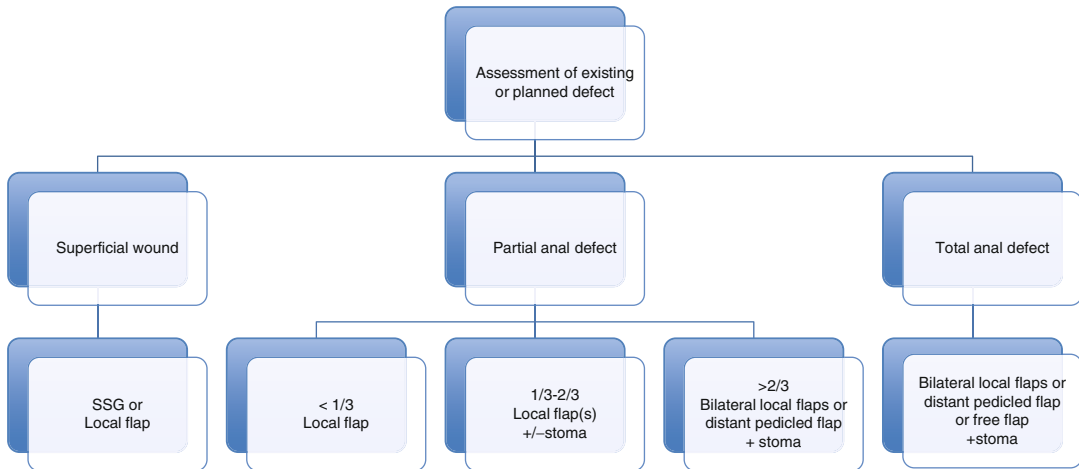 Assessment of existing
or planned defect
Superficial wound
Partial anal defect
Total anal defect
SSG or
Local flap
< 1/3
Local flap
1/3-2/3
Local flap(s)
+/–stoma
>2/3
Bilateral local flaps or
distant pedicled flap
+ stoma
Bilateral local flaps or
distant pedicled flap
or free flap
+stoma